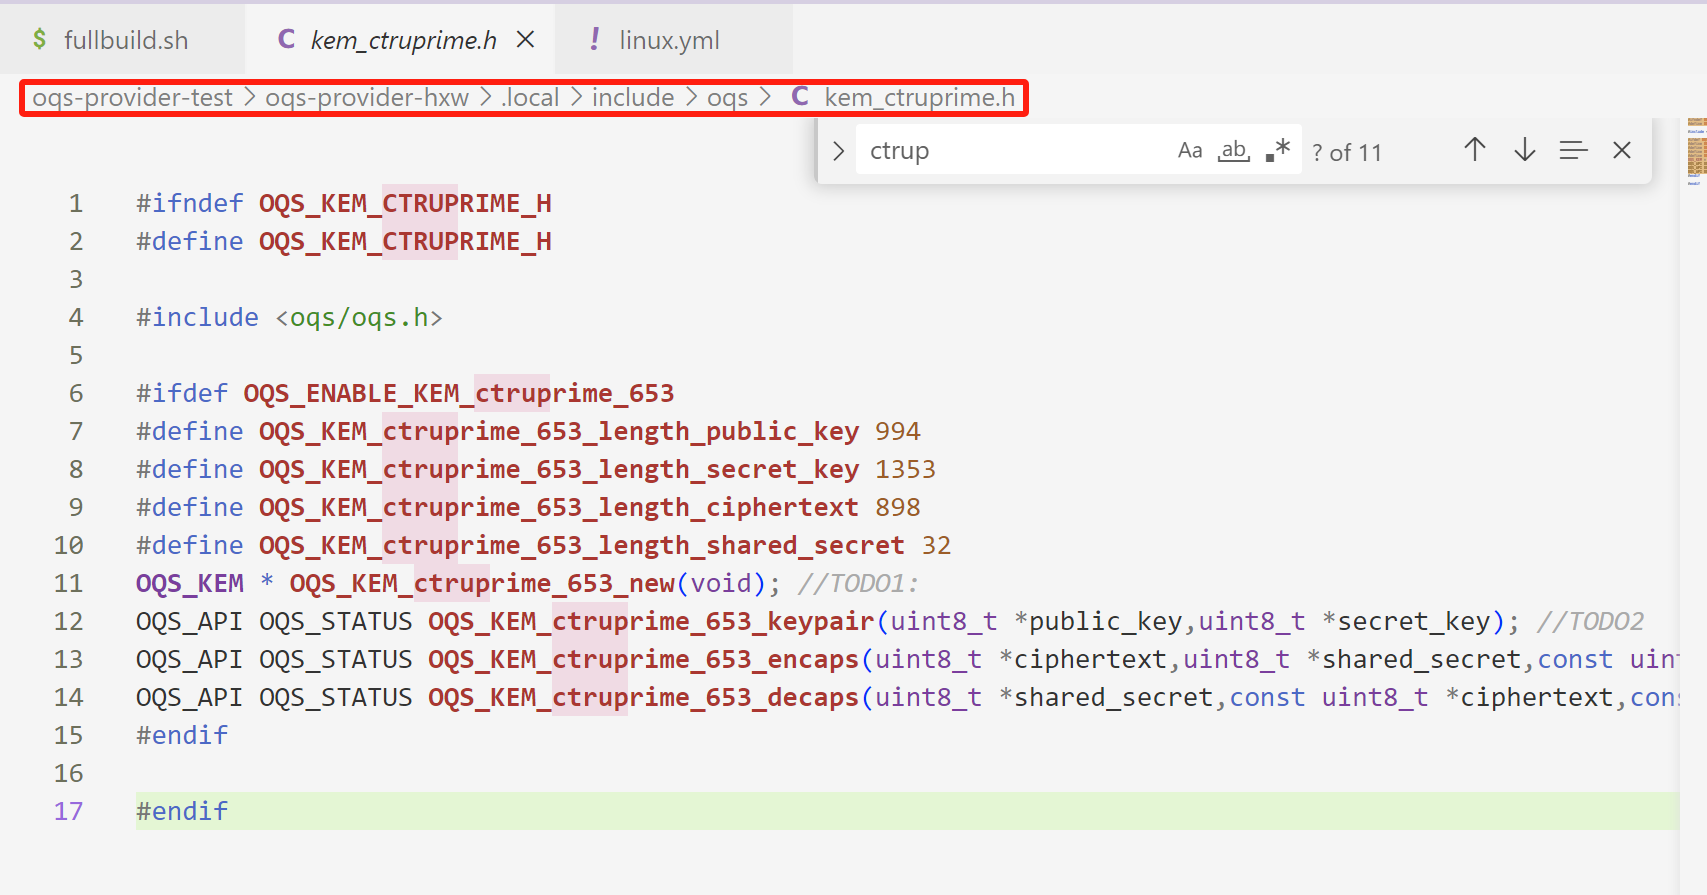 $ fullbuild.sh C kem_ctruprime.h × ! linux.yml
oqs-provider-test > oqs-provider-hxw > .local > include > oqs > C kem_ctruprime.h
> ctrup Aa ab .* ? of 11
1 #ifndef OQS_KEM_CTRUPRIME_H
2 #define OQS_KEM_CTRUPRIME_H
3
4 #include <oqs/oqs.h>
5
6 #ifdef OQS_ENABLE_KEM_ctruprime_653
7 #define OQS_KEM_ctruprime_653_length_public_key 994
8 #define OQS_KEM_ctruprime_653_length_secret_key 1353
9 #define OQS_KEM_ctruprime_653_length_ciphertext 898
10 #define OQS_KEM_ctruprime_653_length_shared_secret 32
11 OQS_KEM * OQS_KEM_ctruprime_653_new(void); //TODO1:
12 OQS_API OQS_STATUS OQS_KEM_ctruprime_653_keypair(uint8_t *public_key,uint8_t *secret_key); //TODO2
13 OQS_API OQS_STATUS OQS_KEM_ctruprime_653_encaps(uint8_t *ciphertext,uint8_t *shared_secret,const uin
14 OQS_API OQS_STATUS OQS_KEM_ctruprime_653_decaps(uint8_t *shared_secret,const uint8_t *ciphertext,con
15 #endif
16
17 #endif